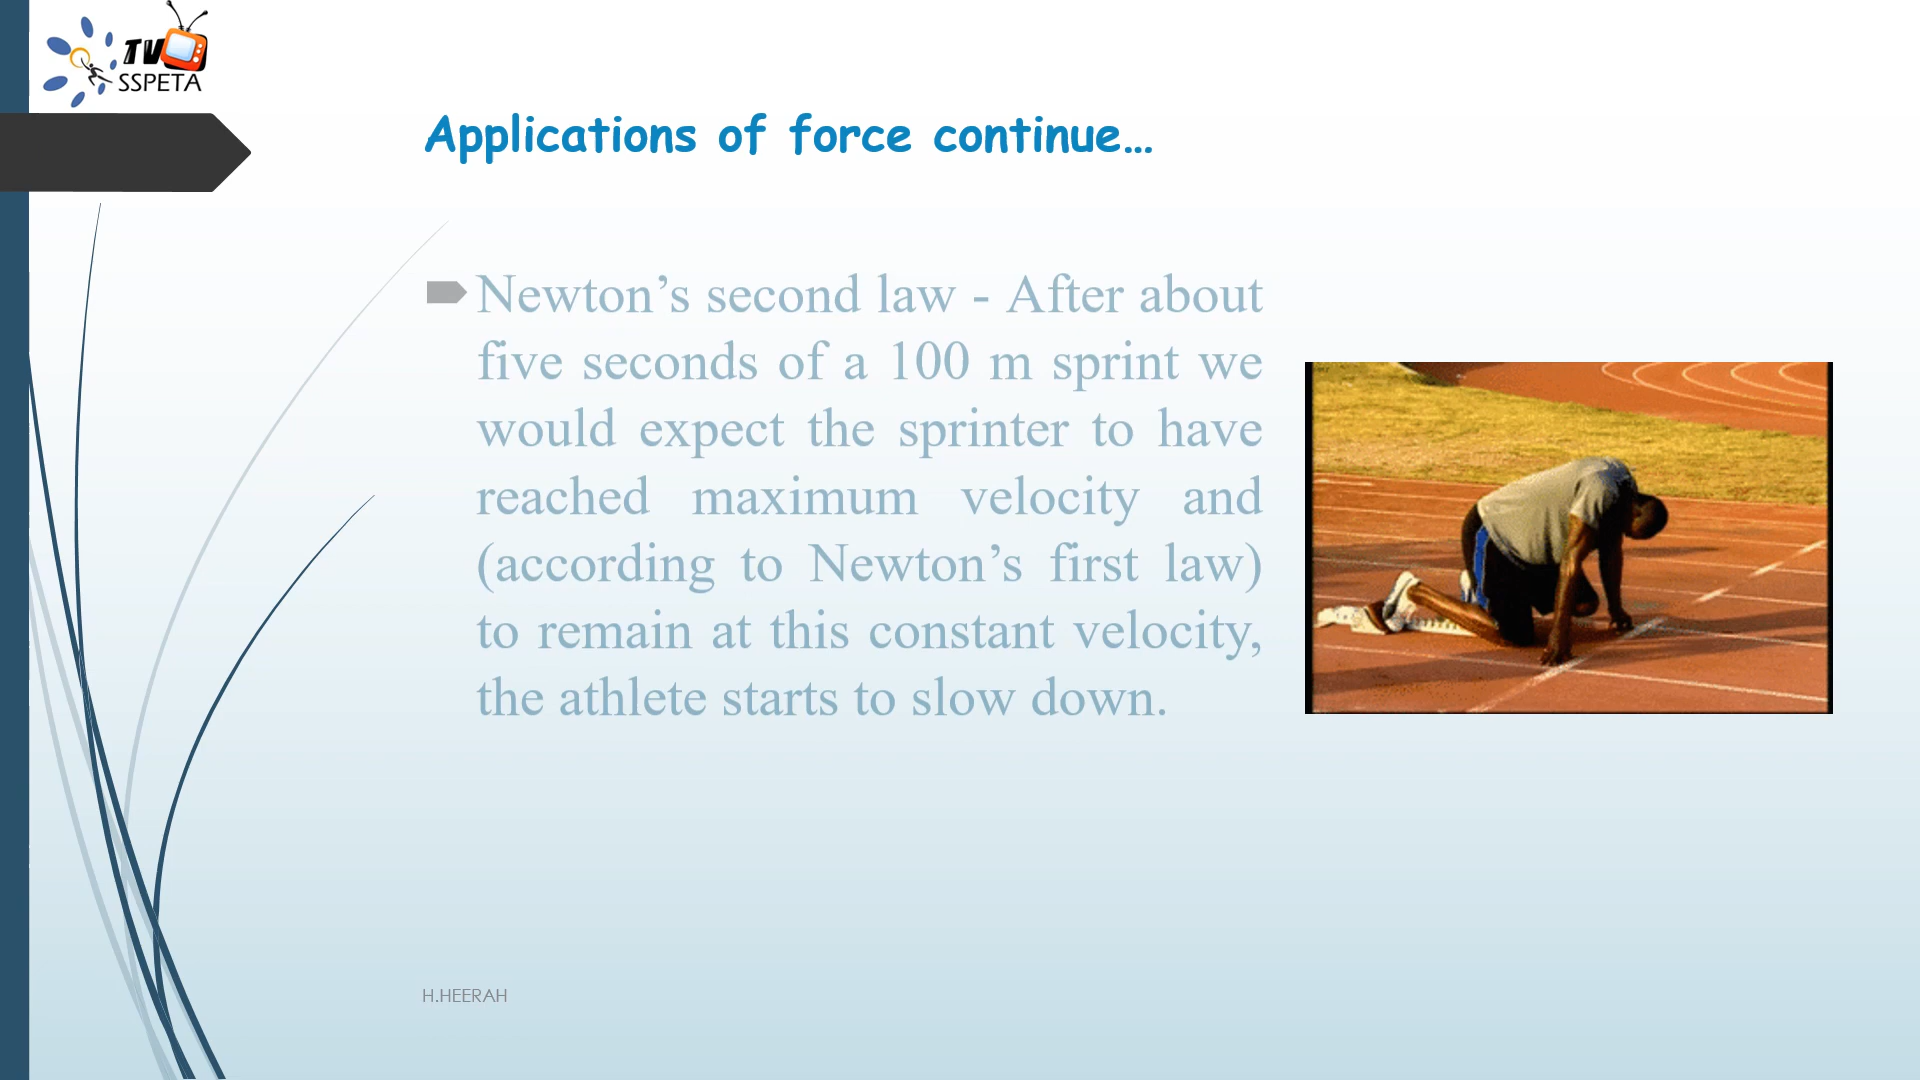 TV
SSPETA
Applications of force continue...
Newton’s second law - After about
five seconds of a 100 m sprint we
would expect the sprinter to have
reached maximum velocity and
(according to Newton’s first law)
to remain at this constant velocity,
the athlete starts to slow down.
H.HEERAH